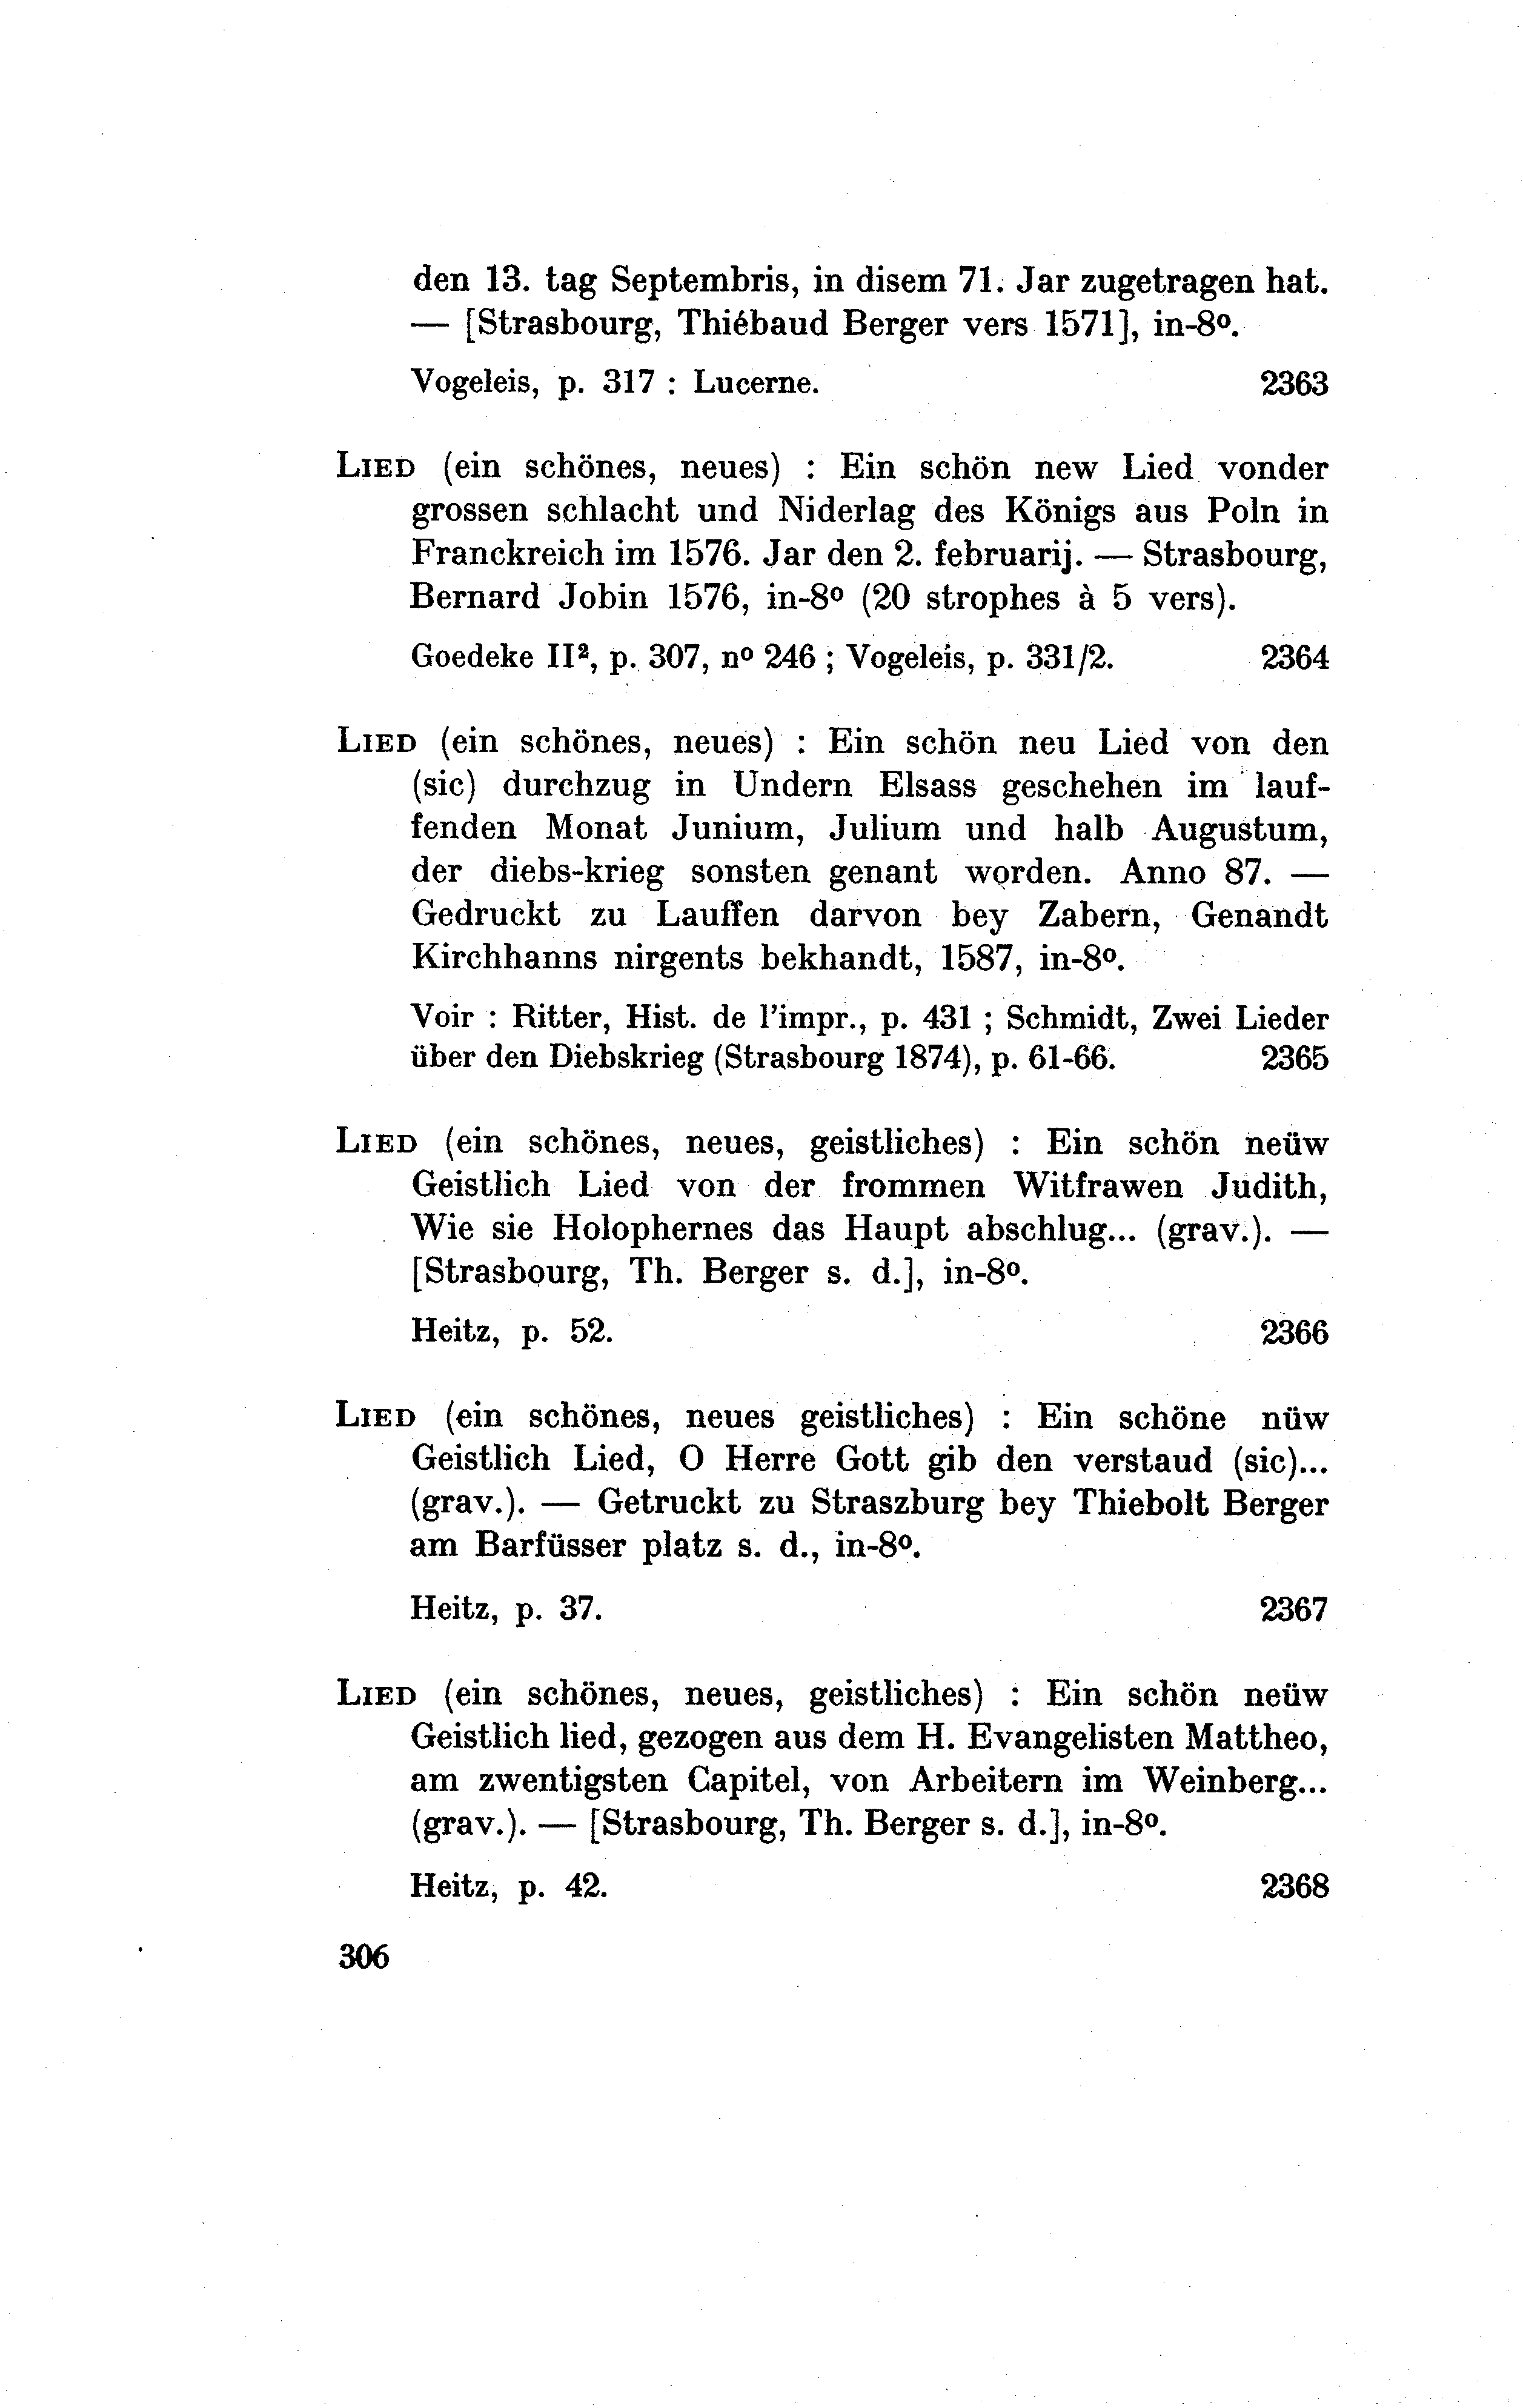 den 13. tag Septembris, in disem 71. Jar zugetragen hat.
— [Strasbourg, Thiébaud Berger vers 1571], in-8º.
Vogeleis, p. 317 : Lucerne. 2363
LIED (ein schönes, neues) : Ein schön new Lied vonder
grossen schlacht und Niderlag des Königs aus Poln in
Franckreich im 1576. Jar den 2. februarij. — Strasbourg,
Bernard Jobin 1576, in-8º (20 strophes à 5 vers).
Goedeke II², p. 307, nº 246 ; Vogeleis, p. 331/2. 2364
LIED (ein schönes, neues) : Ein schön neu Lied von den
(sic) durchzug in Undern Elsass geschehen im lauf-
fenden Monat Junium, Julium und halb Augustum,
der diebs-krieg sonsten genant worden. Anno 87. —
Gedruckt zu Lauffen darvon bey Zabern, Genandt
Kirchhanns nirgents bekhandt, 1587, in-8º.
Voir : Ritter, Hist. de l'impr., p. 431 ; Schmidt, Zwei Lieder
über den Diebskrieg (Strasbourg 1874), p. 61-66. 2365
LIED (ein schönes, neues, geistliches) : Ein schön neüw
Geistlich Lied von der frommen Witfrawen Judith,
Wie sie Holophernes das Haupt abschlug... (grav.). —
[Strasbourg, Th. Berger s. d.], in-8º.
Heitz, p. 52. 2366
LIED (ein schönes, neues geistliches) : Ein schöne nüw
Geistlich Lied, O Herre Gott gib den verstaud (sic)...
(grav.). — Getruckt zu Straszburg bey Thiebolt Berger
am Barfüsser platz s. d., in-8º.
Heitz, p. 37. 2367
LIED (ein schönes, neues, geistliches) : Ein schön neüw
Geistlich lied, gezogen aus dem H. Evangelisten Mattheo,
am zwentigsten Capitel, von Arbeitern im Weinberg...
(grav.). — [Strasbourg, Th. Berger s. d.], in-8º.
Heitz, p. 42. 2368
306